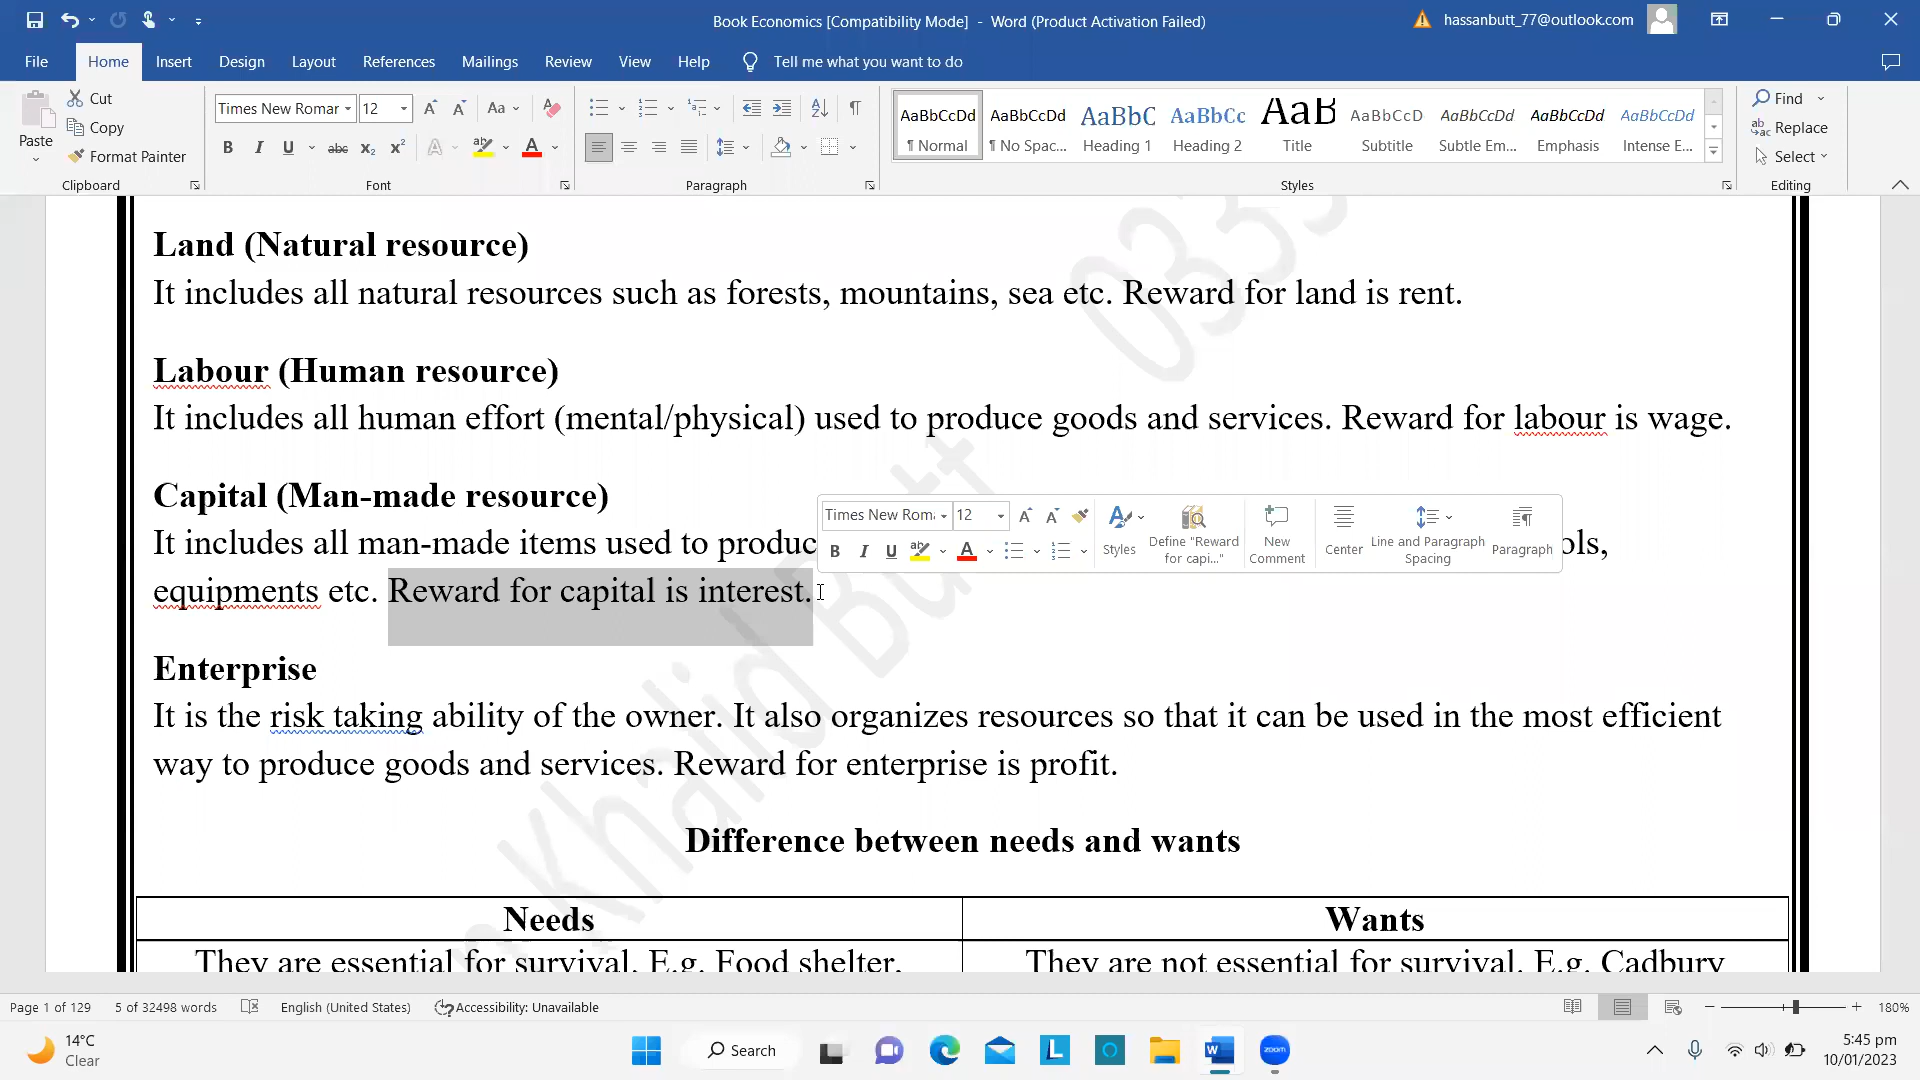 Book Economics [Compatibility Mode] - Word (Product Activation Failed)
hassanbutt_77@outlook.com
File Home Insert Design Layout References Mailings Review View Help Tell me what you want to do
Paste
Cut
Copy
Format Painter
Clipboard
Times New Roman 12
Font
Paragraph
AaBbCcDd AaBbCcDd AaBbC AaBbCc AaB AaBbCcD AaBbCcDd AaBbCcDd AaBbCcDd
¶ Normal ¶ No Spac... Heading 1 Heading 2 Title Subtitle Subtle Em... Emphasis Intense E...
Styles
Find
Replace
Select
Editing
Land (Natural resource)
It includes all natural resources such as forests, mountains, sea etc. Reward for land is rent.
Labour (Human resource)
It includes all human effort (mental/physical) used to produce goods and services. Reward for labour is wage.
Capital (Man-made resource)
It includes all man-made items used to produc ols,
equipments etc. Reward for capital is interest.
Times New Roma 12
Styles
Define "Reward for capi..."
New Comment
Center
Line and Paragraph Spacing
Paragraph
Enterprise
It is the risk taking ability of the owner. It also organizes resources so that it can be used in the most efficient
way to produce goods and services. Reward for enterprise is profit.
Difference between needs and wants
Needs Wants
They are essential for survival. E.g. Food shelter, They are not essential for survival. E.g. Cadbury
Khalid Butt 033
Page 1 of 129 5 of 32498 words English (United States) Accessibility: Unavailable 180%
14°C
Clear
Search
zoom
5:45 pm
10/01/2023